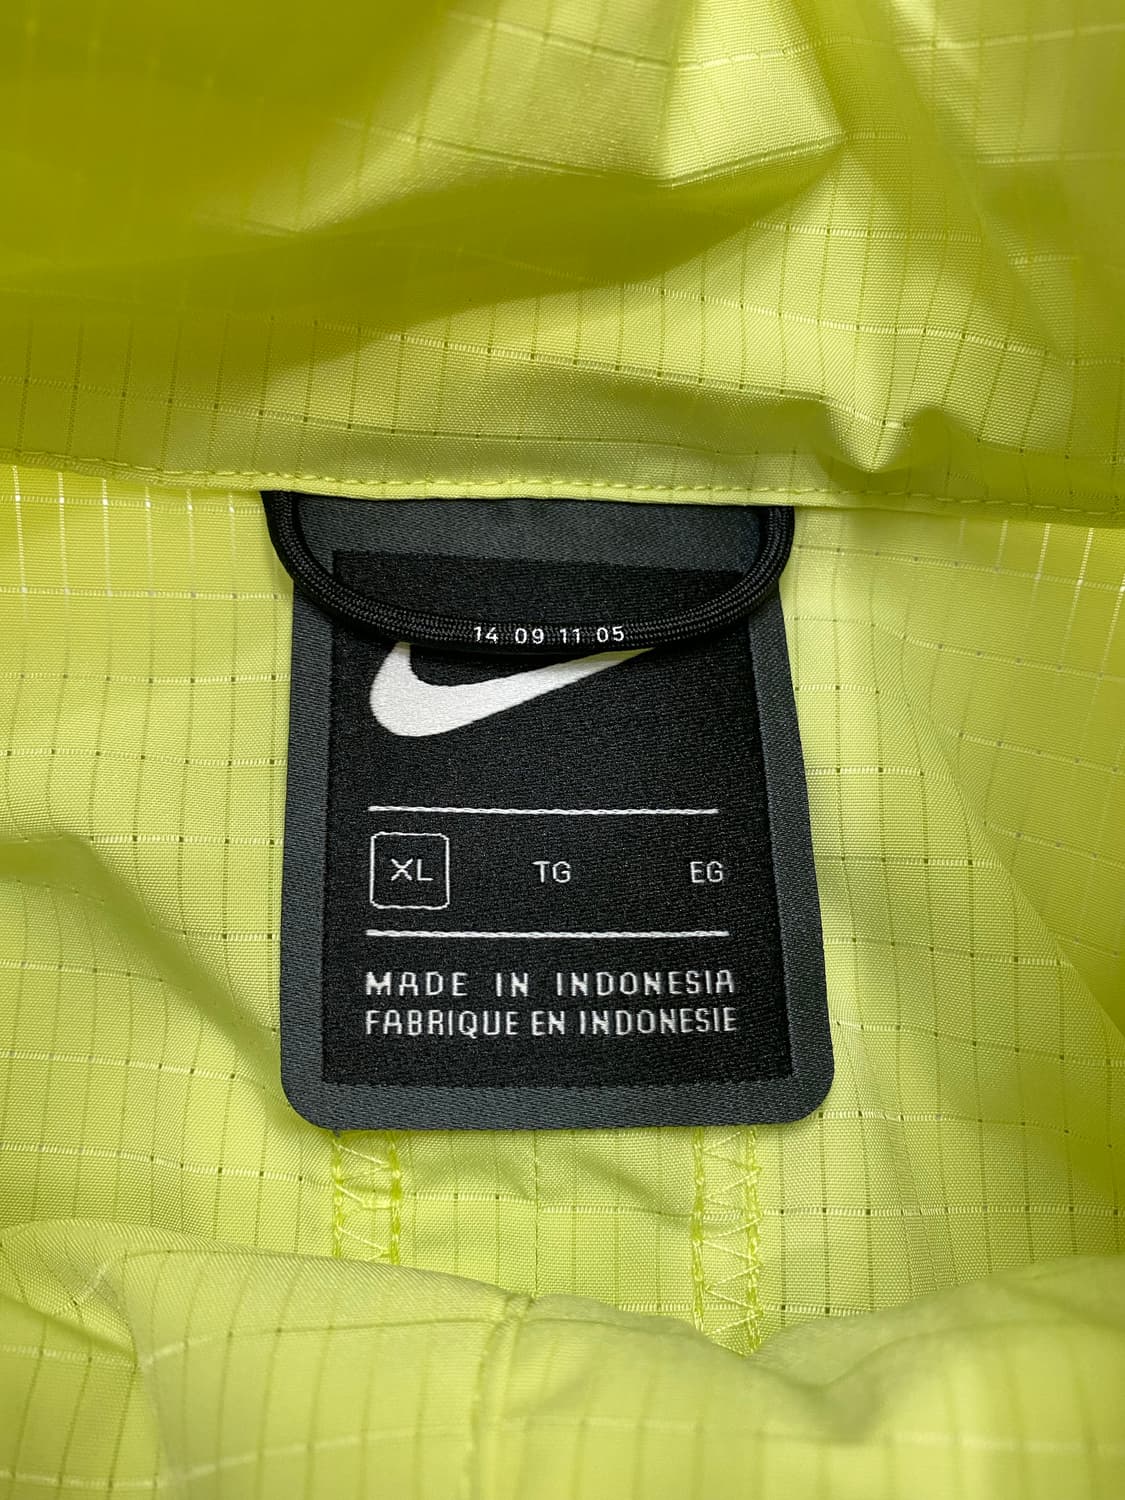 14 09 11 05
XL TG EG
MADE IN INDONESIA
FABRIQUE EN INDONESIE